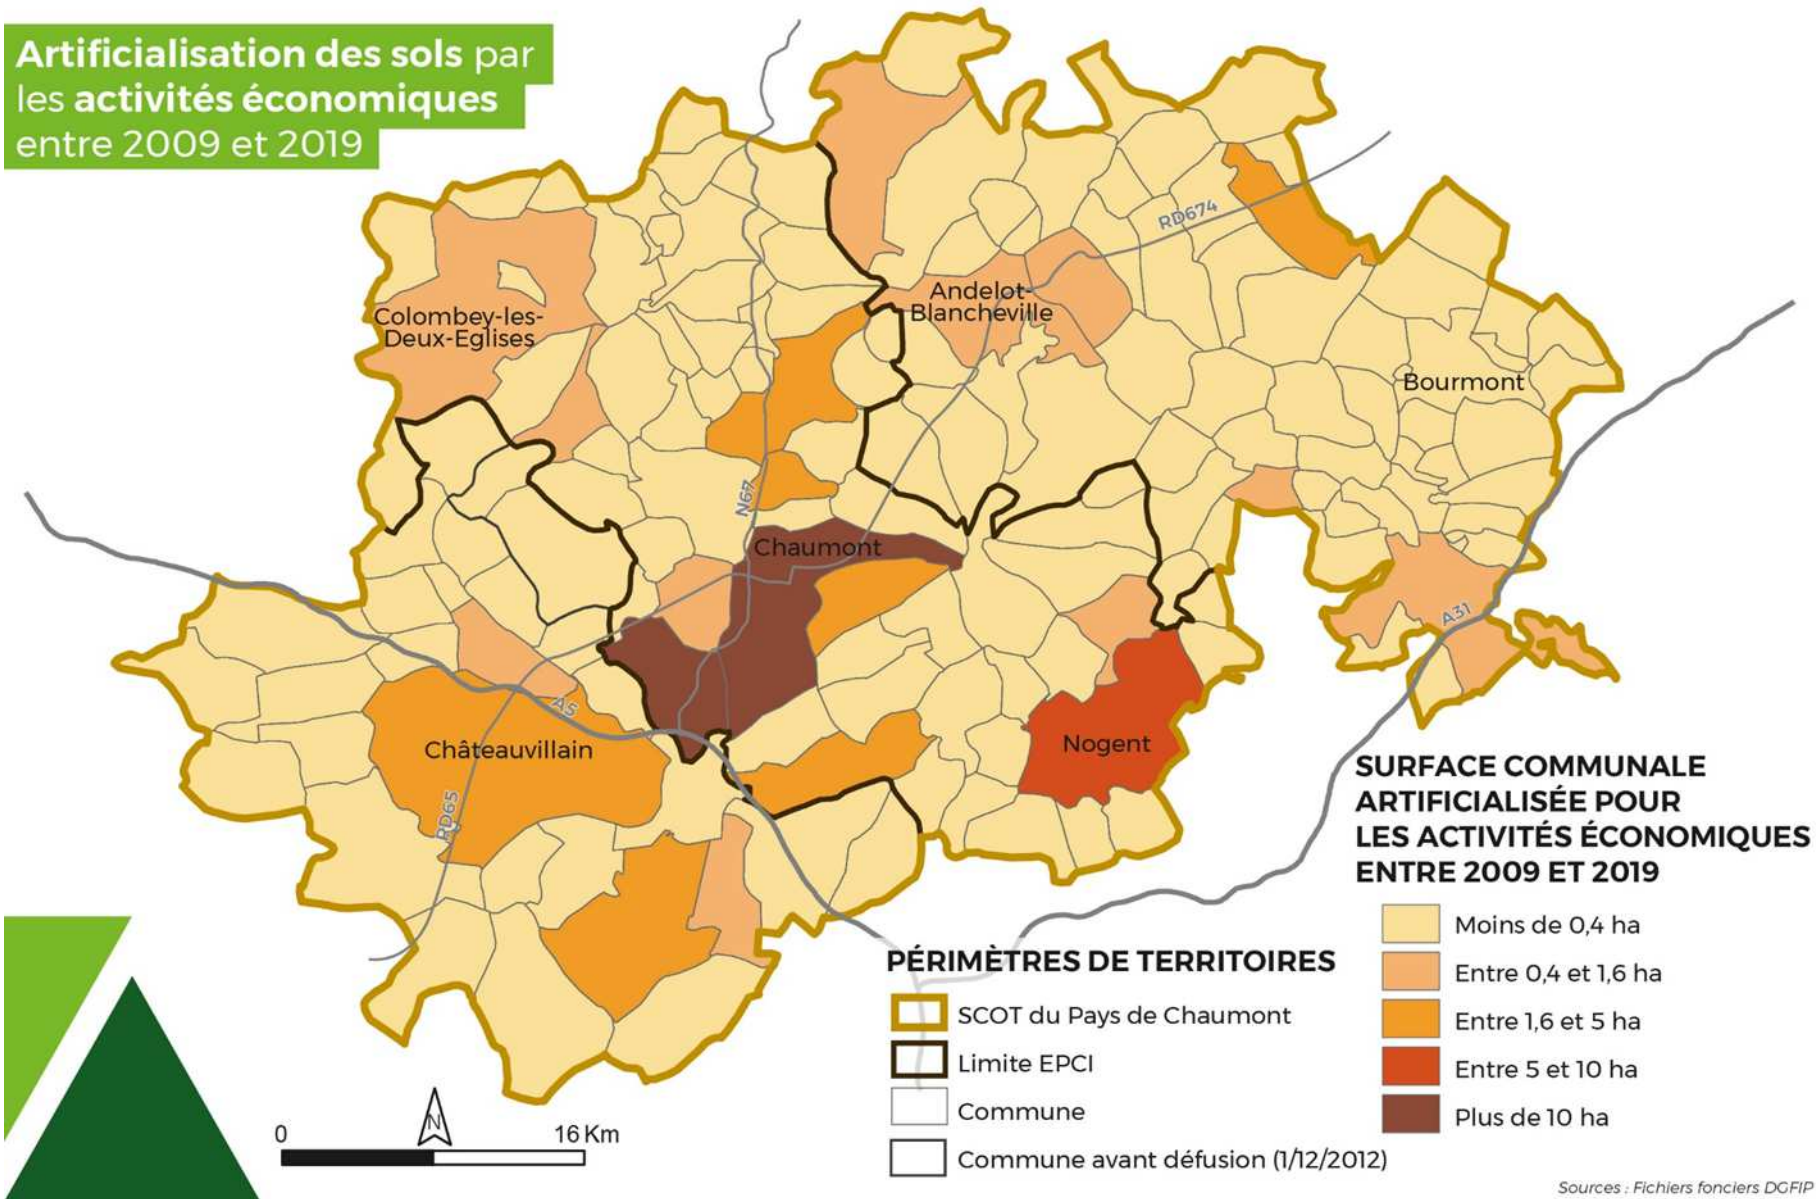 Artificialisation des sols par
les activités économiques
entre 2009 et 2019
RD674
Andelot-
Blancheville
Colombey-les-
Deux-Eglises
Bourmont
N67
Chaumont
A31
A5
Châteauvillain
Nogent
RD65
SURFACE COMMUNALE
ARTIFICIALISÉE POUR
LES ACTIVITÉS ÉCONOMIQUES
ENTRE 2009 ET 2019
Moins de 0,4 ha
Entre 0,4 et 1,6 ha
Entre 1,6 et 5 ha
Entre 5 et 10 ha
Plus de 10 ha
PÉRIMÈTRES DE TERRITOIRES
SCOT du Pays de Chaumont
Limite EPCI
Commune
Commune avant défusion (1/12/2012)
N
0 16 Km
Sources : Fichiers fonciers DGFIP